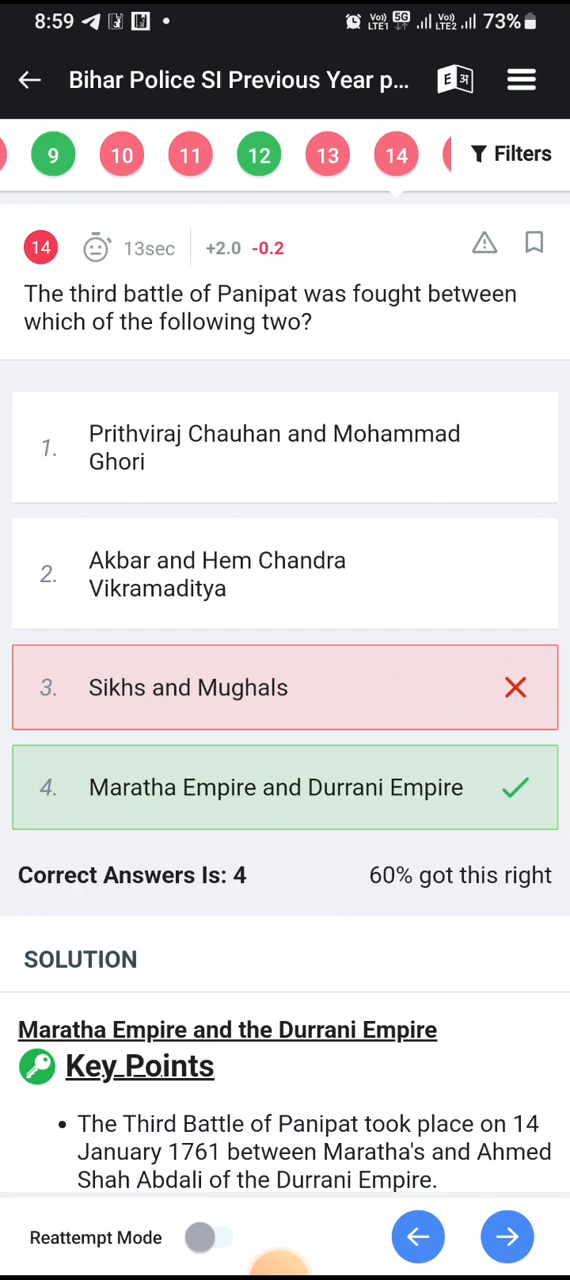 8:59
Vo) LTE1 5G Vo) LTE2 73%
Bihar Police SI Previous Year p...
E अ
9 10 11 12 13 14 Filters
14 13sec +2.0 -0.2
The third battle of Panipat was fought between
which of the following two?
1. Prithviraj Chauhan and Mohammad
Ghori
2. Akbar and Hem Chandra
Vikramaditya
3. Sikhs and Mughals
4. Maratha Empire and Durrani Empire
Correct Answers Is: 4 60% got this right
SOLUTION
Maratha Empire and the Durrani Empire
Key Points
• The Third Battle of Panipat took place on 14
January 1761 between Maratha's and Ahmed
Shah Abdali of the Durrani Empire.
Reattempt Mode